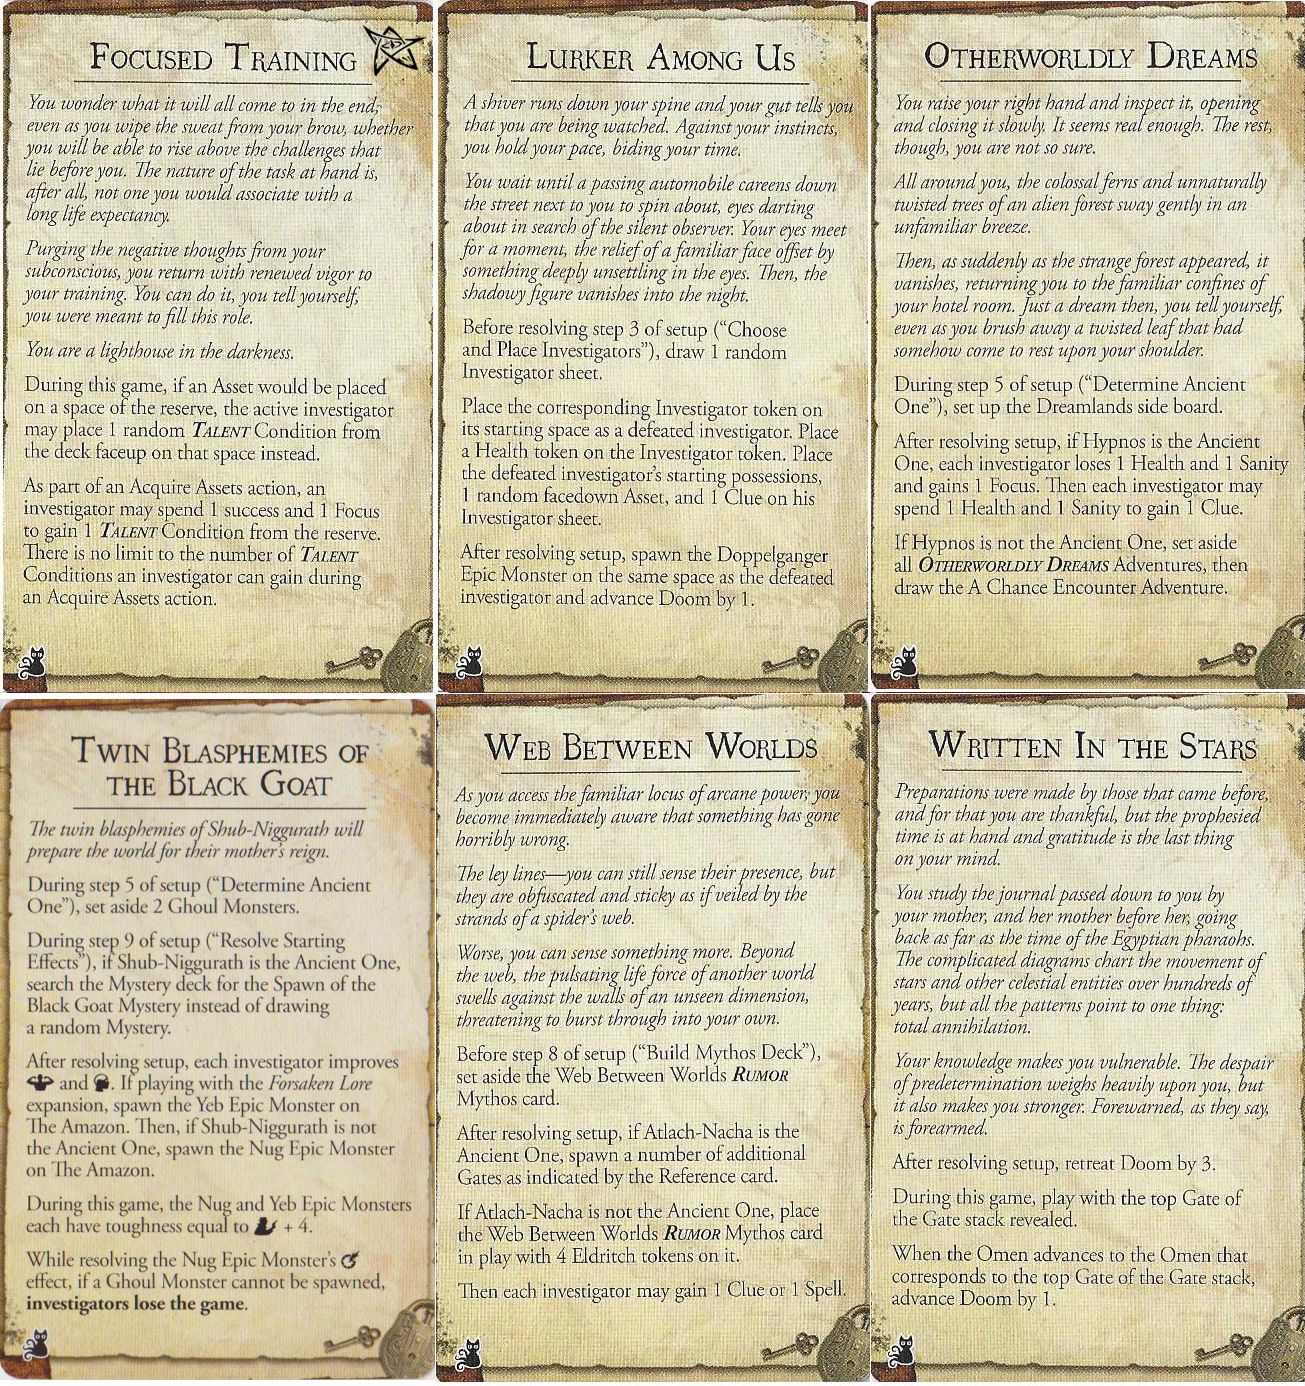 FOCUSED TRAINING
You wonder what it will all come to in the end,
even as you wipe the sweat from your brow, whether
you will be able to rise above the challenges that
lie before you. The nature of the task at hand is,
after all, not one you would associate with a
long life expectancy.
Purging the negative thoughts from your
subconscious, you return with renewed vigor to
your training. You can do it, you tell yourself,
you were meant to fill this role.
You are a lighthouse in the darkness.
During this game, if an Asset would be placed
on a space of the reserve, the active investigator
may place 1 random TALENT Condition from
the deck faceup on that space instead.
As part of an Acquire Assets action, an
investigator may spend 1 success and 1 Focus
to gain 1 TALENT Condition from the reserve.
There is no limit to the number of TALENT
Conditions an investigator can gain during
an Acquire Assets action.
LURKER AMONG US
A shiver runs down your spine and your gut tells you
that you are being watched. Against your instincts,
you hold your pace, biding your time.
You wait until a passing automobile careens down
the street next to you to spin about, eyes darting
about in search of the silent observer. Your eyes meet
for a moment, the relief of a familiar face offset by
something deeply unsettling in the eyes. Then, the
shadowy figure vanishes into the night.
Before resolving step 3 of setup (“Choose
and Place Investigators”), draw 1 random
Investigator sheet.
Place the corresponding Investigator token on
its starting space as a defeated investigator. Place
a Health token on the Investigator token. Place
the defeated investigator's starting possessions,
1 random facedown Asset, and 1 Clue on his
Investigator sheet.
After resolving setup, spawn the Doppelganger
Epic Monster on the same space as the defeated
investigator and advance Doom by 1.
OTHERWORLDLY DREAMS
You raise your right hand and inspect it, opening
and closing it slowly. It seems real enough. The rest,
though, you are not so sure.
All around you, the colossal ferns and unnaturally
twisted trees of an alien forest sway gently in an
unfamiliar breeze.
Then, as suddenly as the strange forest appeared, it
vanishes, returning you to the familiar confines of
your hotel room. Just a dream then, you tell yourself,
even as you brush away a twisted leaf that had
somehow come to rest upon your shoulder.
During step 5 of setup (“Determine Ancient
One”), set up the Dreamlands side board.
After resolving setup, if Hypnos is the Ancient
One, each investigator loses 1 Health and 1 Sanity
and gains 1 Focus. Then each investigator may
spend 1 Health and 1 Sanity to gain 1 Clue.
If Hypnos is not the Ancient One, set aside
all OTHERWORLDLY DREAMS Adventures, then
draw the A Chance Encounter Adventure.
TWIN BLASPHEMIES OF
THE BLACK GOAT
The twin blasphemies of Shub-Niggurath will
prepare the world for their mother's reign.
During step 5 of setup (“Determine Ancient
One”), set aside 2 Ghoul Monsters.
During step 9 of setup (“Resolve Starting
Effects”), if Shub-Niggurath is the Ancient One,
search the Mystery deck for the Spawn of the
Black Goat Mystery instead of drawing
a random Mystery.
After resolving setup, each investigator improves
and . If playing with the Forsaken Lore
expansion, spawn the Yeb Epic Monster on
The Amazon. Then, if Shub-Niggurath is not
the Ancient One, spawn the Nug Epic Monster
on The Amazon.
During this game, the Nug and Yeb Epic Monsters
each have toughness equal to + 4.
While resolving the Nug Epic Monster's
effect, if a Ghoul Monster cannot be spawned,
investigators lose the game.
WEB BETWEEN WORLDS
As you access the familiar locus of arcane power, you
become immediately aware that something has gone
horribly wrong.
The ley lines—you can still sense their presence, but
they are obfuscated and sticky as if veiled by the
strands of a spider's web.
Worse, you can sense something more. Beyond
the web, the pulsating life force of another world
swells against the walls of an unseen dimension,
threatening to burst through into your own.
Before step 8 of setup (“Build Mythos Deck”),
set aside the Web Between Worlds RUMOR
Mythos card.
After resolving setup, if Atlach-Nacha is the
Ancient One, spawn a number of additional
Gates as indicated by the Reference card.
If Atlach-Nacha is not the Ancient One, place
the Web Between Worlds RUMOR Mythos card
in play with 4 Eldritch tokens on it.
Then each investigator may gain 1 Clue or 1 Spell.
WRITTEN IN THE STARS
Preparations were made by those that came before,
and for that you are thankful, but the prophesied
time is at hand and gratitude is the last thing
on your mind.
You study the journal passed down to you by
your mother, and her mother before her, going
back as far as the time of the Egyptian pharaohs.
The complicated diagrams chart the movement of
stars and other celestial entities over hundreds of
years, but all the patterns point to one thing:
total annihilation.
Your knowledge makes you vulnerable. The despair
of predetermination weighs heavily upon you, but
it also makes you stronger. Forewarned, as they say,
is forearmed.
After resolving setup, retreat Doom by 3.
During this game, play with the top Gate of
the Gate stack revealed.
When the Omen advances to the Omen that
corresponds to the top Gate of the Gate stack,
advance Doom by 1.